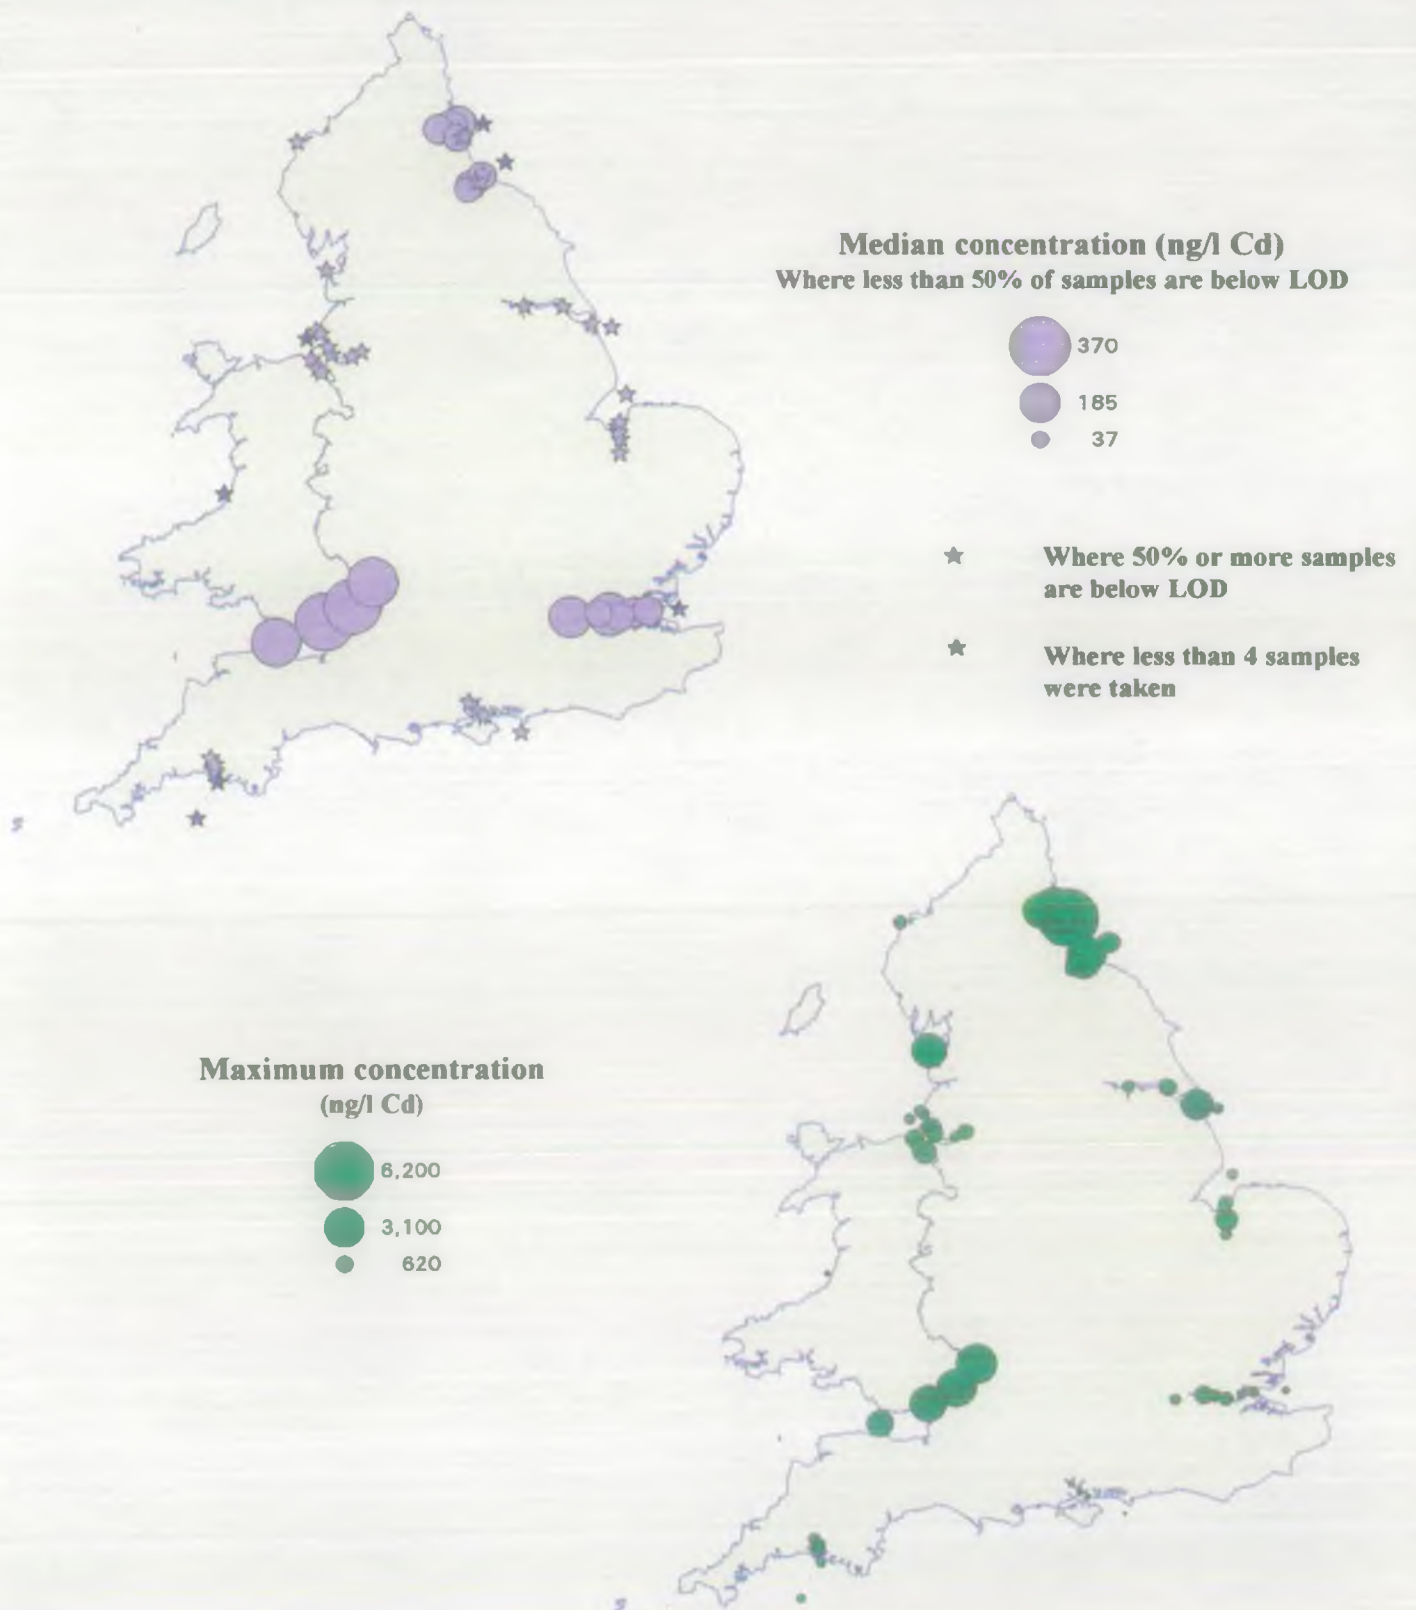 Median concentration (ng/l Cd)
Where less than 50% of samples are below LOD
370
185
37
Where 50% or more samples
are below LOD
Where less than 4 samples
were taken
Maximum concentration
(ng/l Cd)
6,200
3,100
620